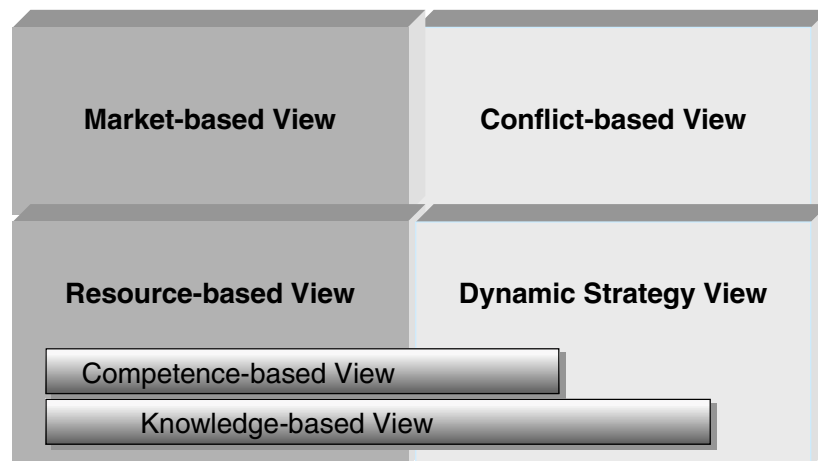 Market-based View
Conflict-based View
Resource-based View
Dynamic Strategy View
Competence-based View
Knowledge-based View